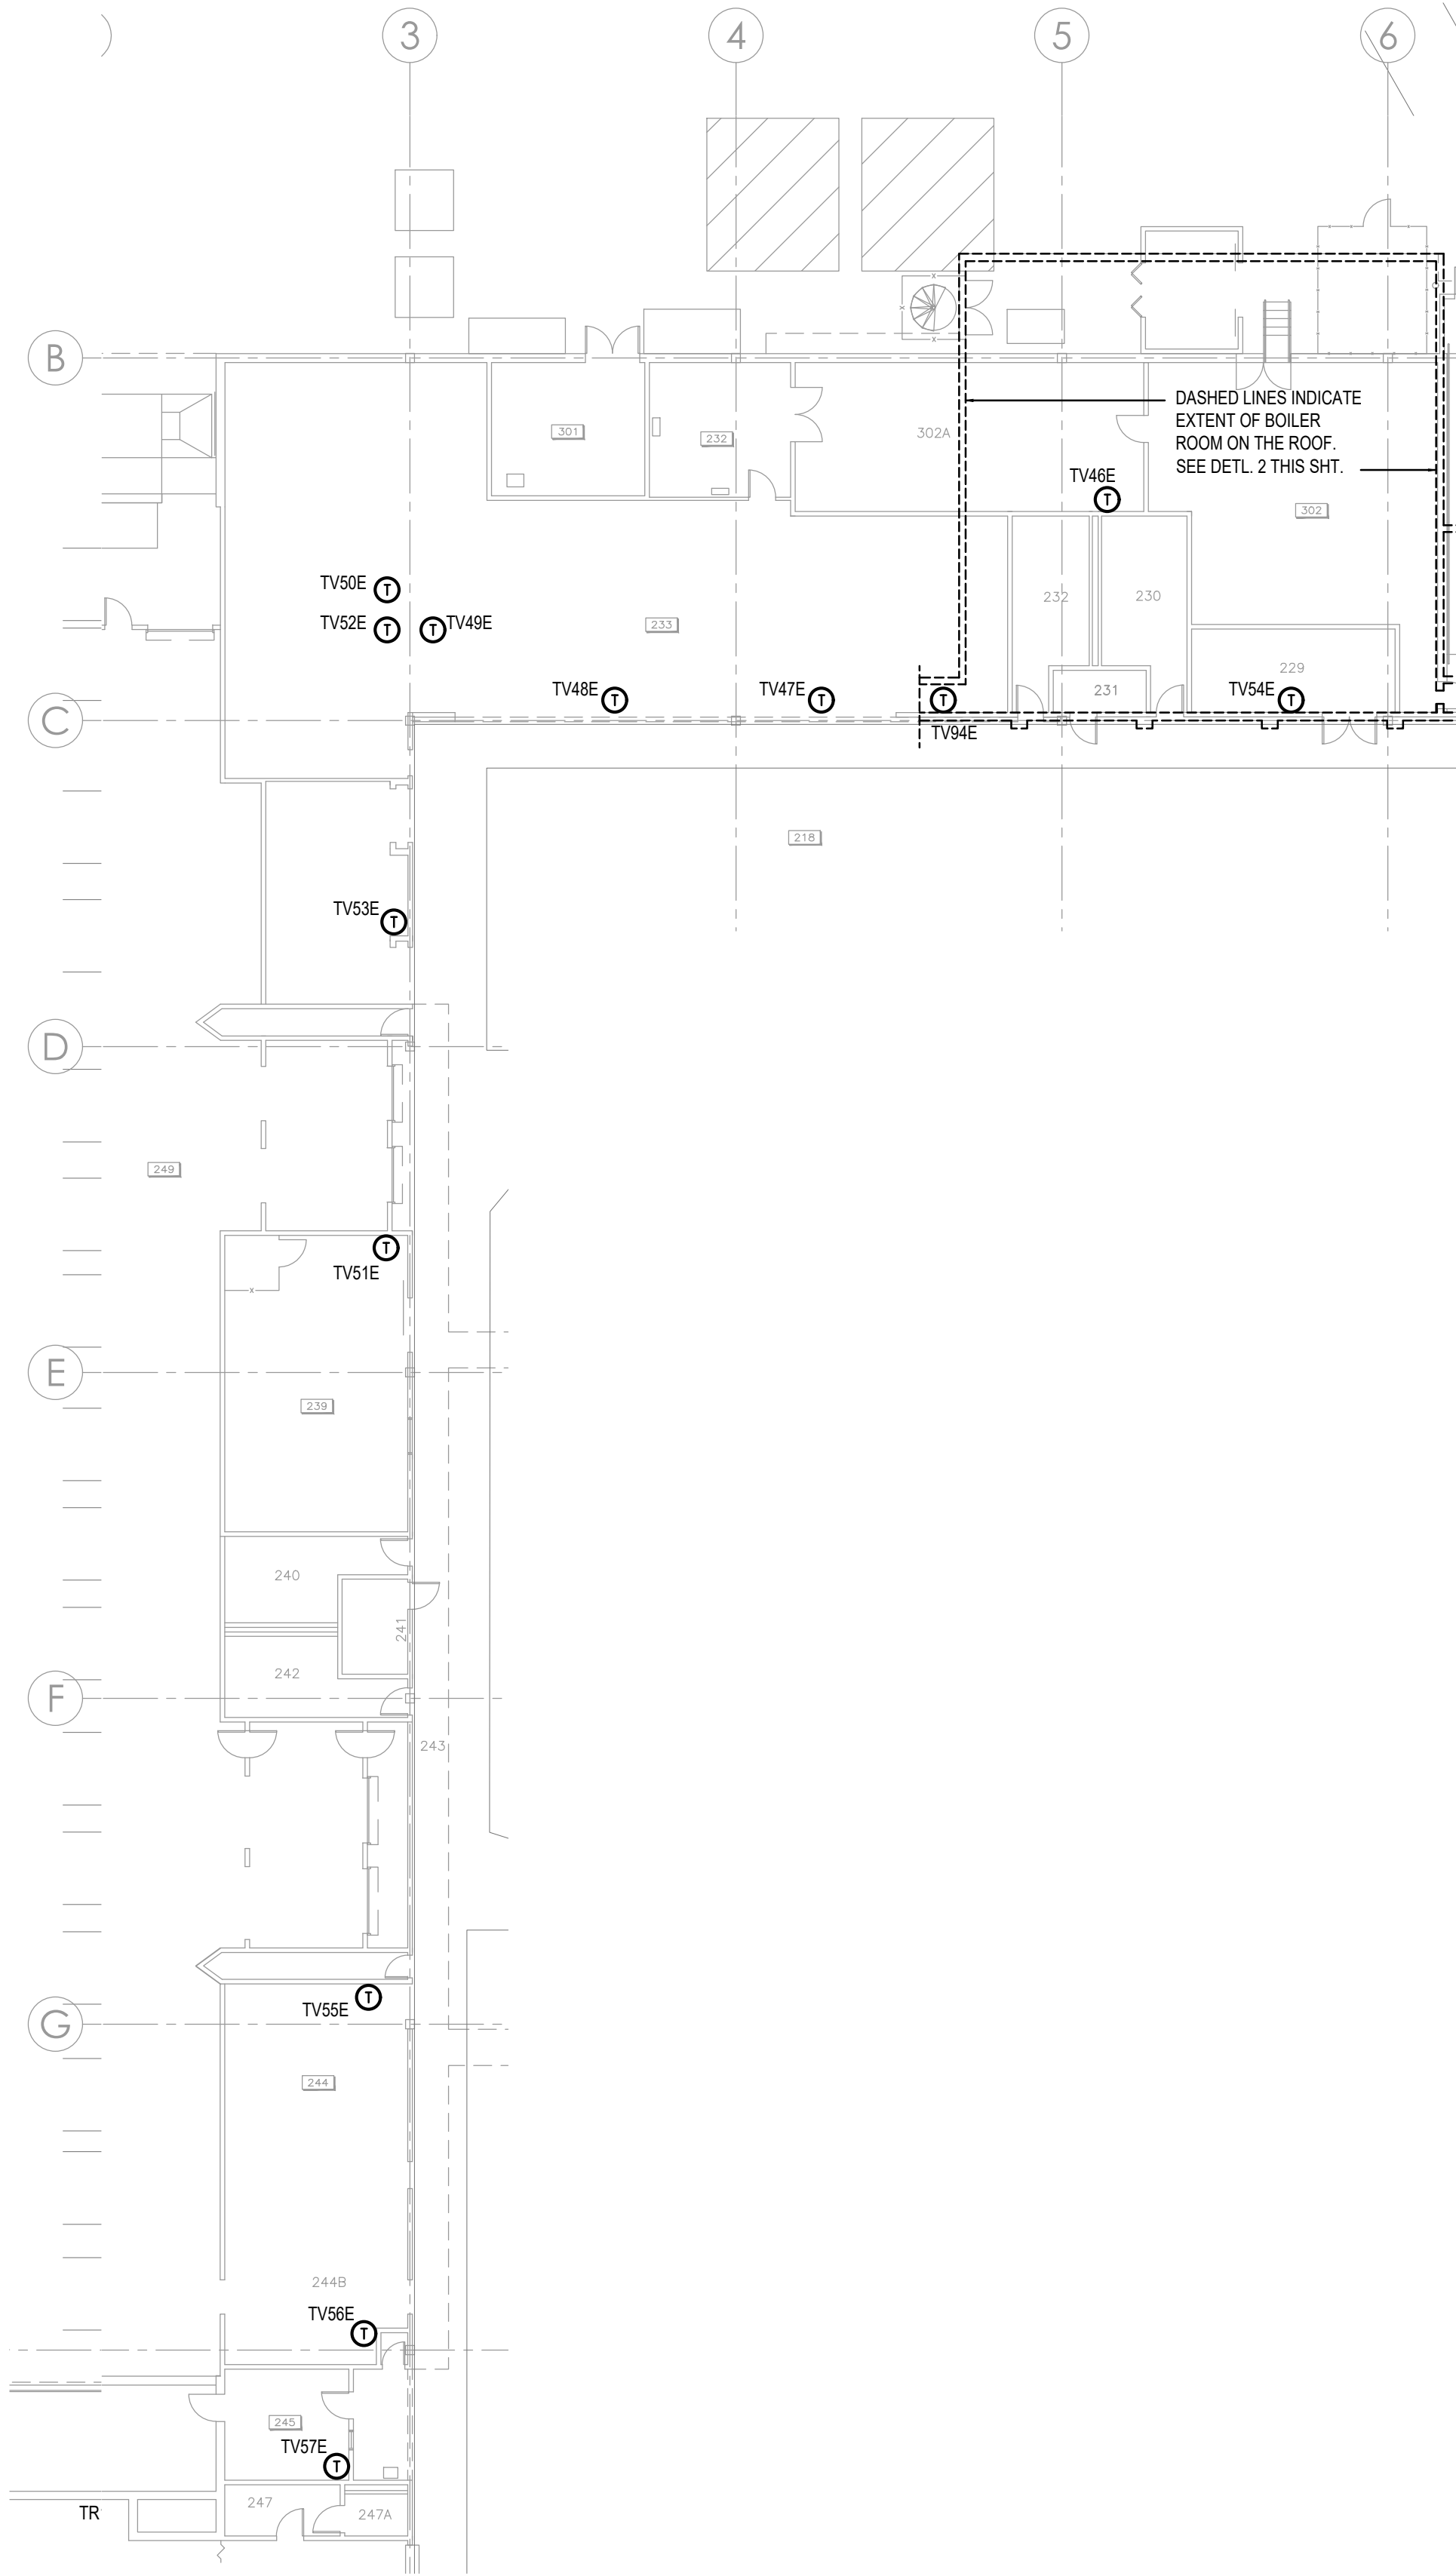 3
4
5
6
B
301
232
302A
DASHED LINES INDICATE
EXTENT OF BOILER
ROOM ON THE ROOF.
SEE DETL. 2 THIS SHT.
TV46E
T
302
TV50E
T
TV52E
T
T
TV49E
233
232
230
229
231
C
TV48E
T
TV47E
T
T
TV94E
TV54E
T
218
TV53E
T
D
249
T
TV51E
E
239
240
241
242
F
243
T
TV55E
G
244
244B
TV56E
T
245
TV57E
T
247
247A
TR